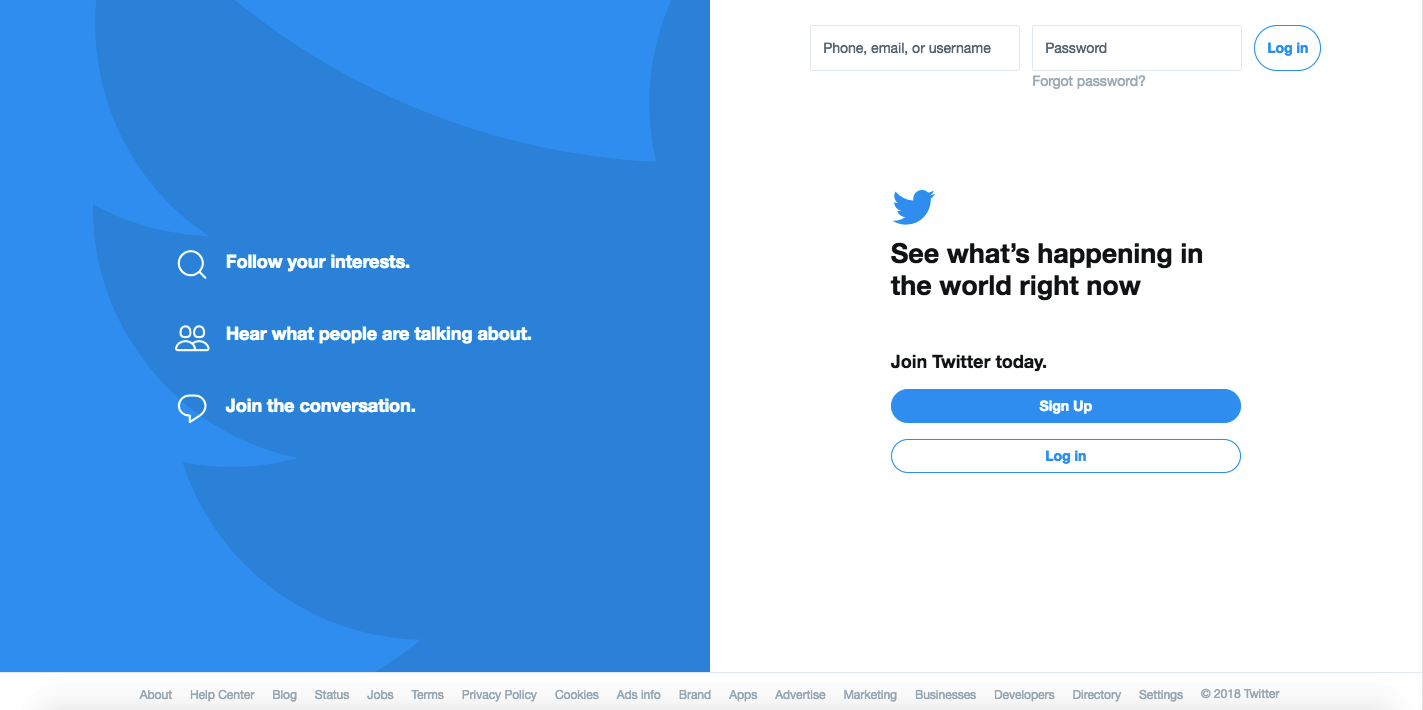 Phone, email, or username
Password
Log in
Forgot password?
Follow your interests.
Hear what people are talking about.
Join the conversation.
See what’s happening in
the world right now
Join Twitter today.
Sign Up
Log in
About Help Center Blog Status Jobs Terms Privacy Policy Cookies Ads info Brand Apps Advertise Marketing Businesses Developers Directory Settings © 2018 Twitter